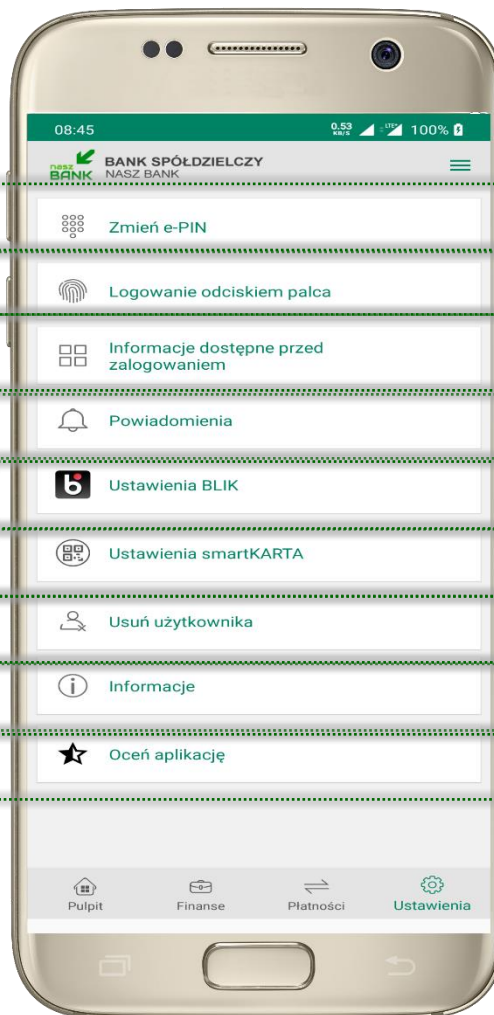 08:45 0.53 KB/S LTE+ 100%
nasz BANK BANK SPÓŁDZIELCZY
NASZ BANK
Zmień e-PIN
Logowanie odciskiem palca
Informacje dostępne przed
zalogowaniem
Powiadomienia
Ustawienia BLIK
Ustawienia smartKARTA
Usuń użytkownika
Informacje
Oceń aplikację
Pulpit Finanse Płatności Ustawienia